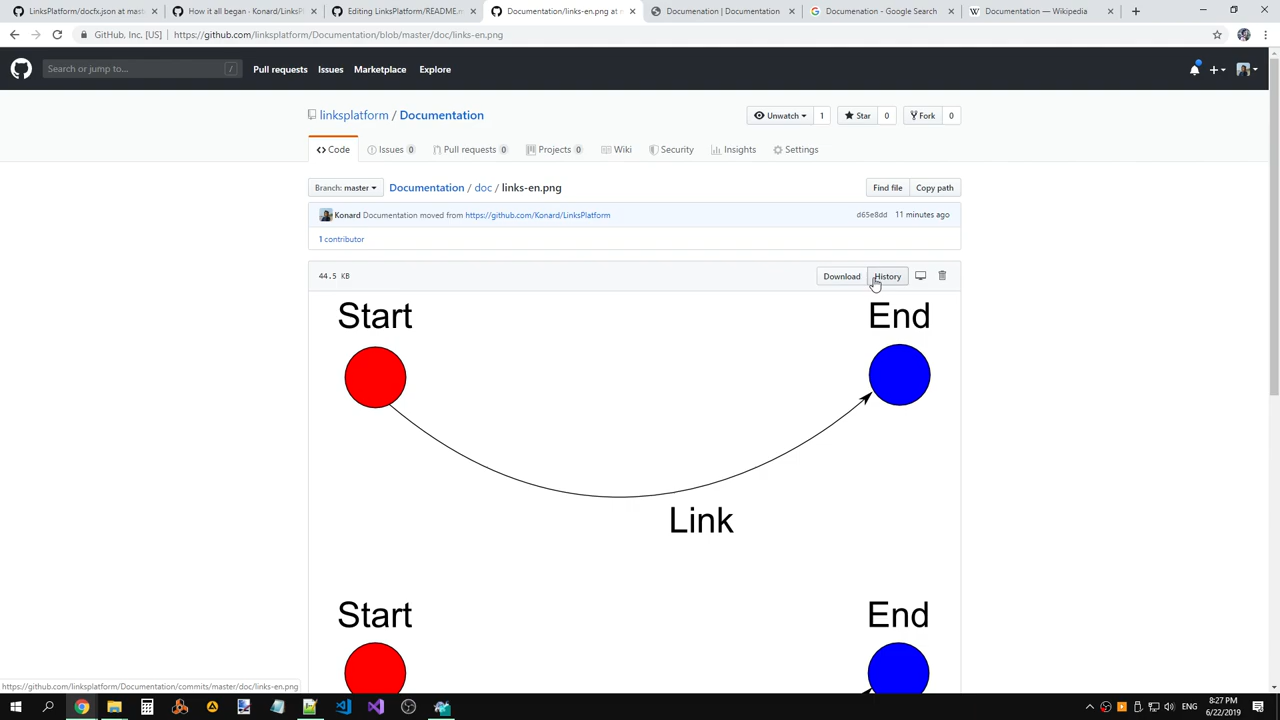 LinksPlatform/docfx.json at mast
How it all began · Konard/LinksP
Editing LinksPlatform/README.m
Documentation/links-en.png at m
Documentation | Documentation
Documenation - Google Search
Documentation — Wikipedia
GitHub, Inc. [US]
https://github.com/linksplatform/Documentation/blob/master/doc/links-en.png
Search or jump to...
/
Pull requests
Issues
Marketplace
Explore
linksplatform / Documentation
Unwatch
1
Star
0
Fork
0
Code
Issues 0
Pull requests 0
Projects 0
Wiki
Security
Insights
Settings
Branch: master
Documentation / doc / links-en.png
Find file
Copy path
Konard Documentation moved from https://github.com/Konard/LinksPlatform
d65e8dd
11 minutes ago
1 contributor
44.5 KB
Download
History
Start
End
Link
Start
End
https://github.com/linksplatform/Documentation/commits/master/doc/links-en.png
ENG
8:27 PM
6/22/2019